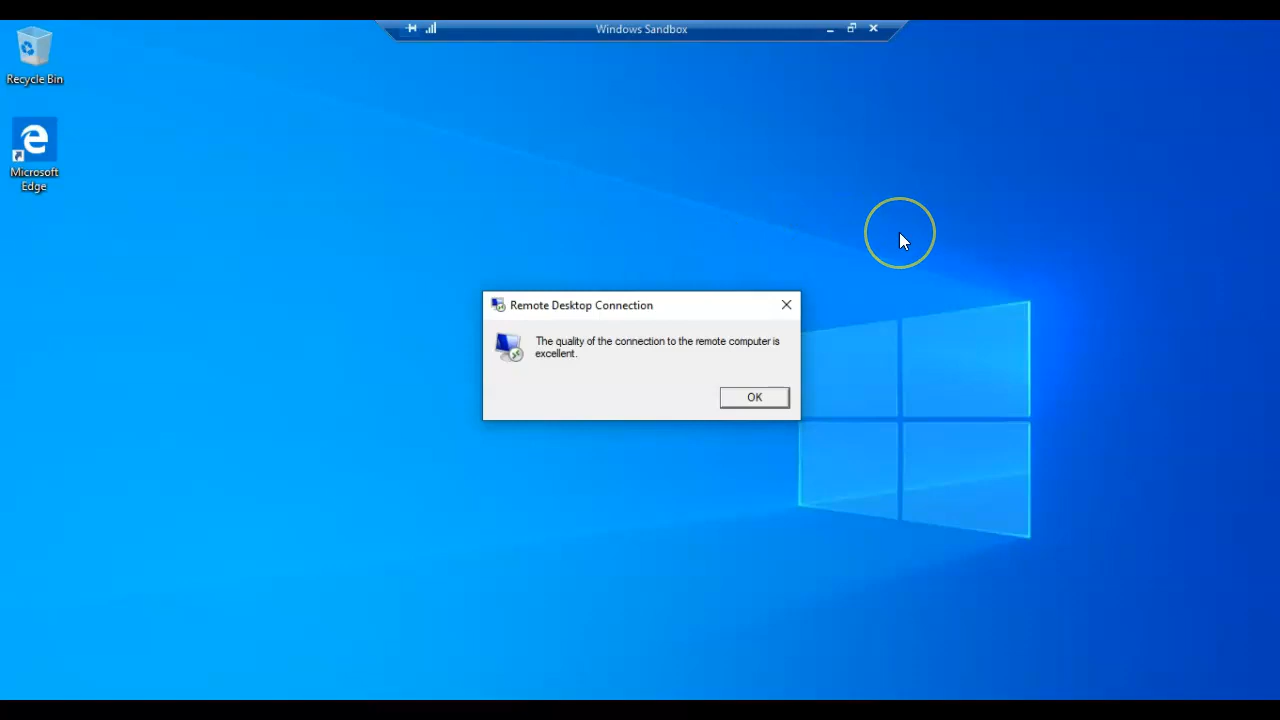 Windows Sandbox
Recycle Bin
Microsoft
Edge
Remote Desktop Connection
The quality of the connection to the remote computer is
excellent.
OK